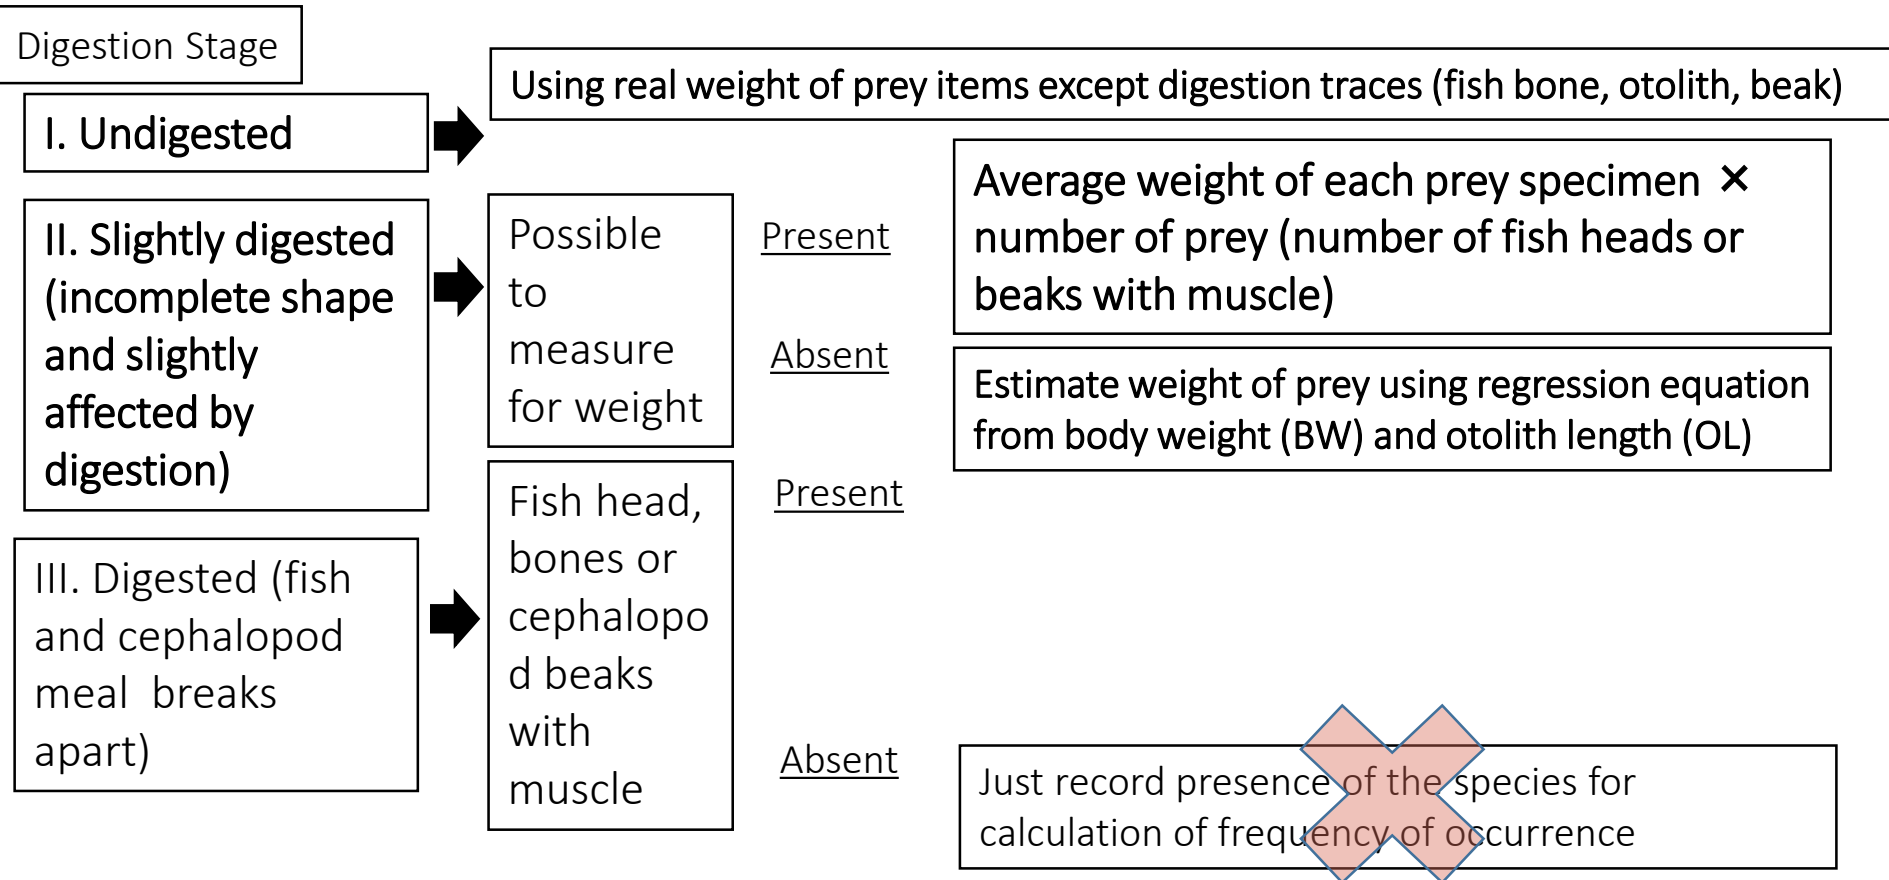 Digestion Stage
Using real weight of prey items except digestion traces (fish bone, otolith, beak)
I. Undigested
II. Slightly digested
(incomplete shape
and slightly
affected by
digestion)
Possible
to
measure
for weight
Present
Absent
Average weight of each prey specimen ×
number of prey (number of fish heads or
beaks with muscle)
Estimate weight of prey using regression equation
from body weight (BW) and otolith length (OL)
III. Digested (fish
and cephalopod
meal  breaks
apart)
Fish head,
bones or
cephalopo
d beaks
with
muscle
Present
Absent
Just record presence of the species for
calculation of frequency of occurrence